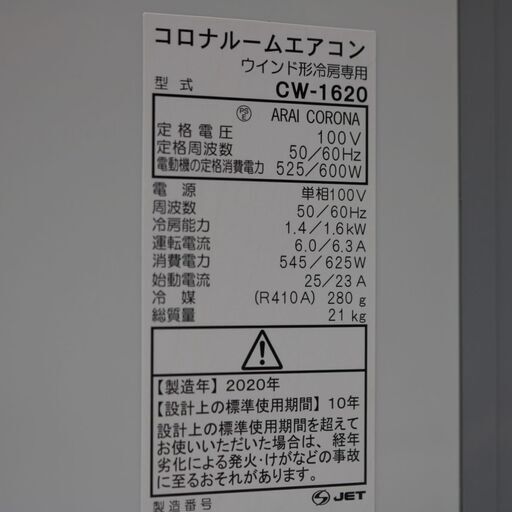 コロナルームエアコン
ウインド形冷房専用
型式 CW-1620
PSE ARAI CORONA
定格電圧 100V
定格周波数 50/60Hz
電動機の定格消費電力 525/600W
電源 単相100V
周波数 50/60Hz
冷房能力 1.4/1.6kW
運転電流 6.0/6.3A
消費電力 545/625W
始動電流 25/23A
冷媒 (R410A) 280g
総質量 21kg
【製造年】2020年
【設計上の標準使用期間】10年
設計上の標準使用期間を超えて
お使いいただいた場合は、経年
劣化による発火・けがなどの事故
に至るおそれがあります。
製造番号 JET